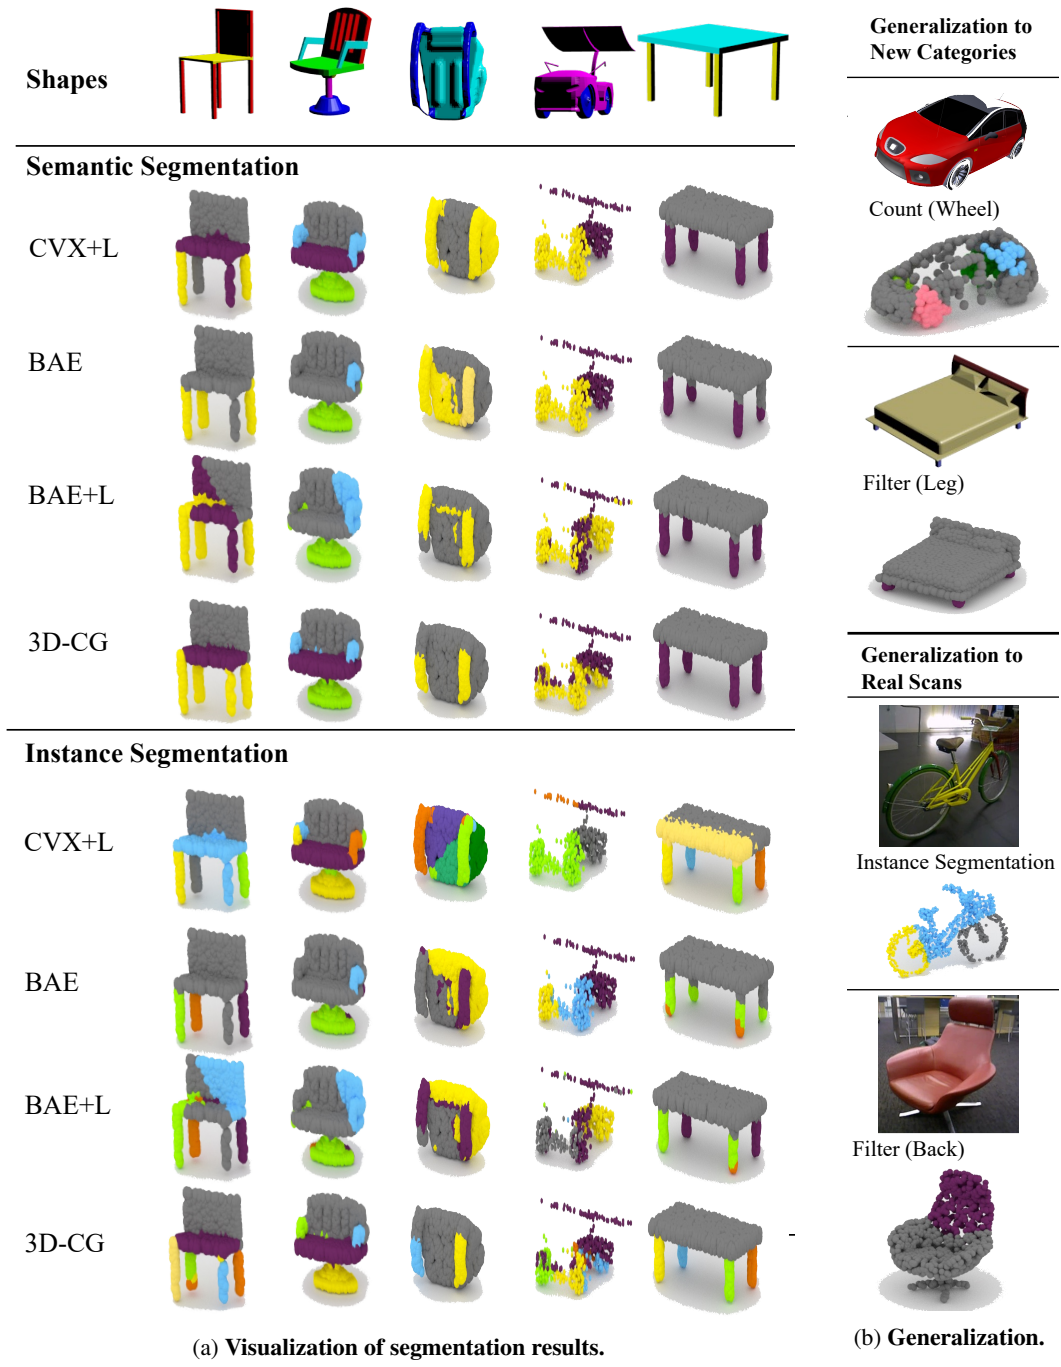 Shapes
Semantic Segmentation
CVX+L
BAE
BAE+L
3D-CG
Instance Segmentation
CVX+L
BAE
BAE+L
3D-CG
(a) Visualization of segmentation results.
Generalization to
New Categories
Count (Wheel)
Filter (Leg)
Generalization to
Real Scans
Instance Segmentation
Filter (Back)
(b) Generalization.